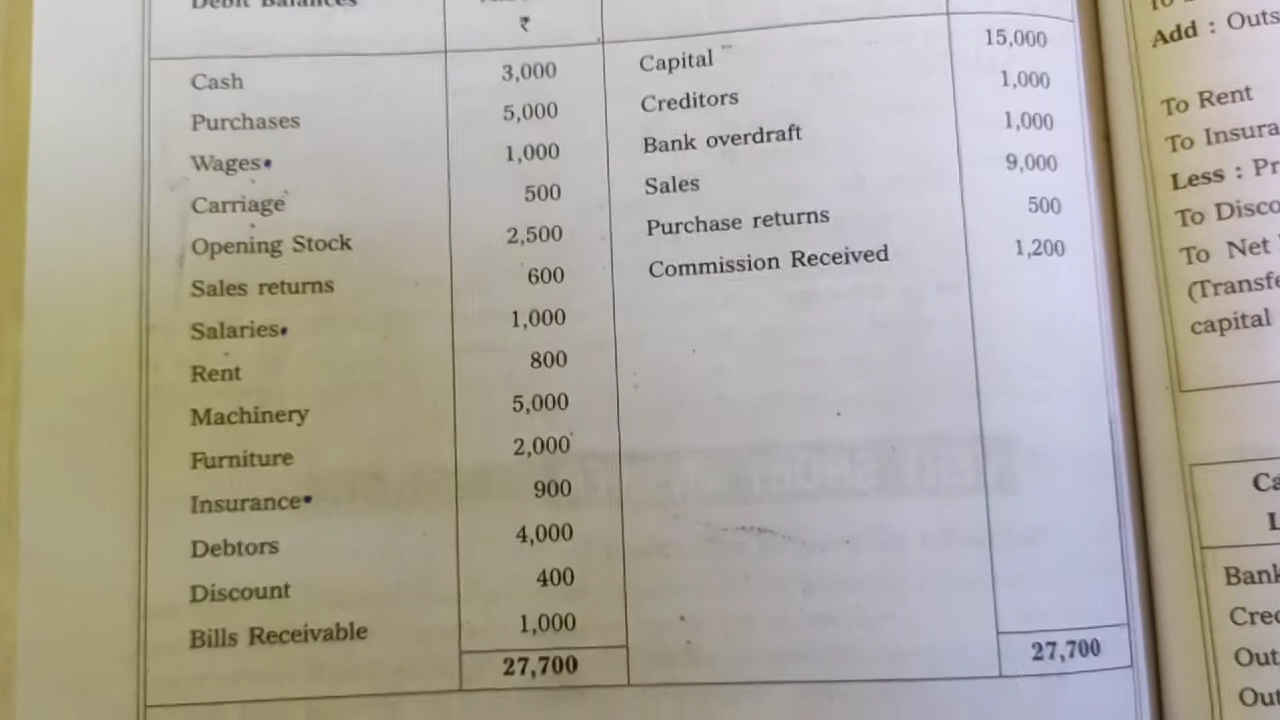 Debit Balances
₹
Cash 3,000 Capital 15,000
Purchases 5,000 Creditors 1,000
Wages 1,000 Bank overdraft 1,000
Carriage 500 Sales 9,000
Opening Stock 2,500 Purchase returns 500
Sales returns 600 Commission Received 1,200
Salaries 1,000
Rent 800
Machinery 5,000
Furniture 2,000
Insurance 900
Debtors 4,000
Discount 400
Bills Receivable 1,000
27,700 27,700
Add : Outs
To Rent
To Insura
Less : Pr
To Disco
To Net
(Transfe
capital
Ca
L
Bank
Cred
Out
Out